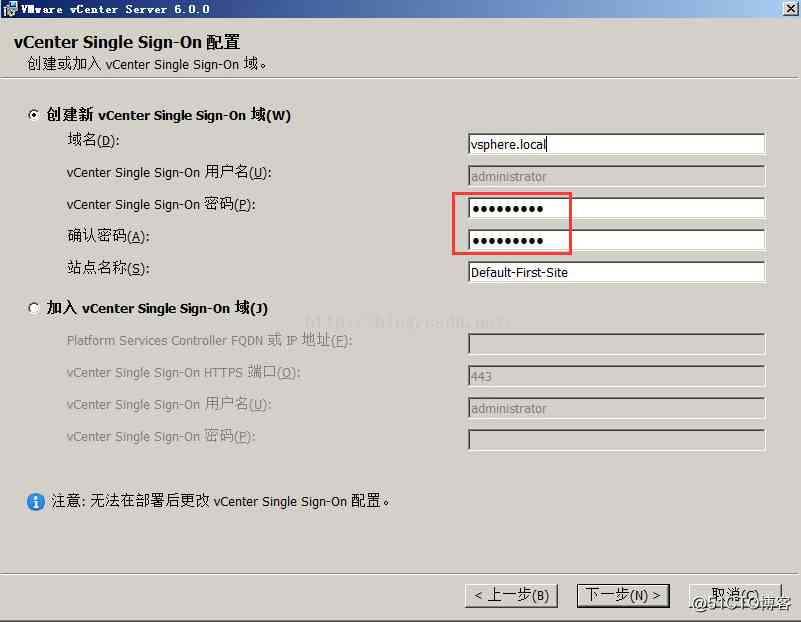 VMware vCenter Server 6.0.0
vCenter Single Sign-On 配置
创建或加入 vCenter Single Sign-On 域。
创建新 vCenter Single Sign-On 域(W)
域名(D):
vsphere.local
vCenter Single Sign-On 用户名(U):
administrator
vCenter Single Sign-On 密码(P):
●●●●●●●●●
确认密码(A):
●●●●●●●●●
站点名称(S):
Default-First-Site
加入 vCenter Single Sign-On 域(J)
Platform Services Controller FQDN 或 IP 地址(F):
vCenter Single Sign-On HTTPS 端口(O):
443
vCenter Single Sign-On 用户名(U):
administrator
vCenter Single Sign-On 密码(P):
注意: 无法在部署后更改 vCenter Single Sign-On 配置。
< 上一步(B)
下一步(N) >
取消(C)
@51CTO博客